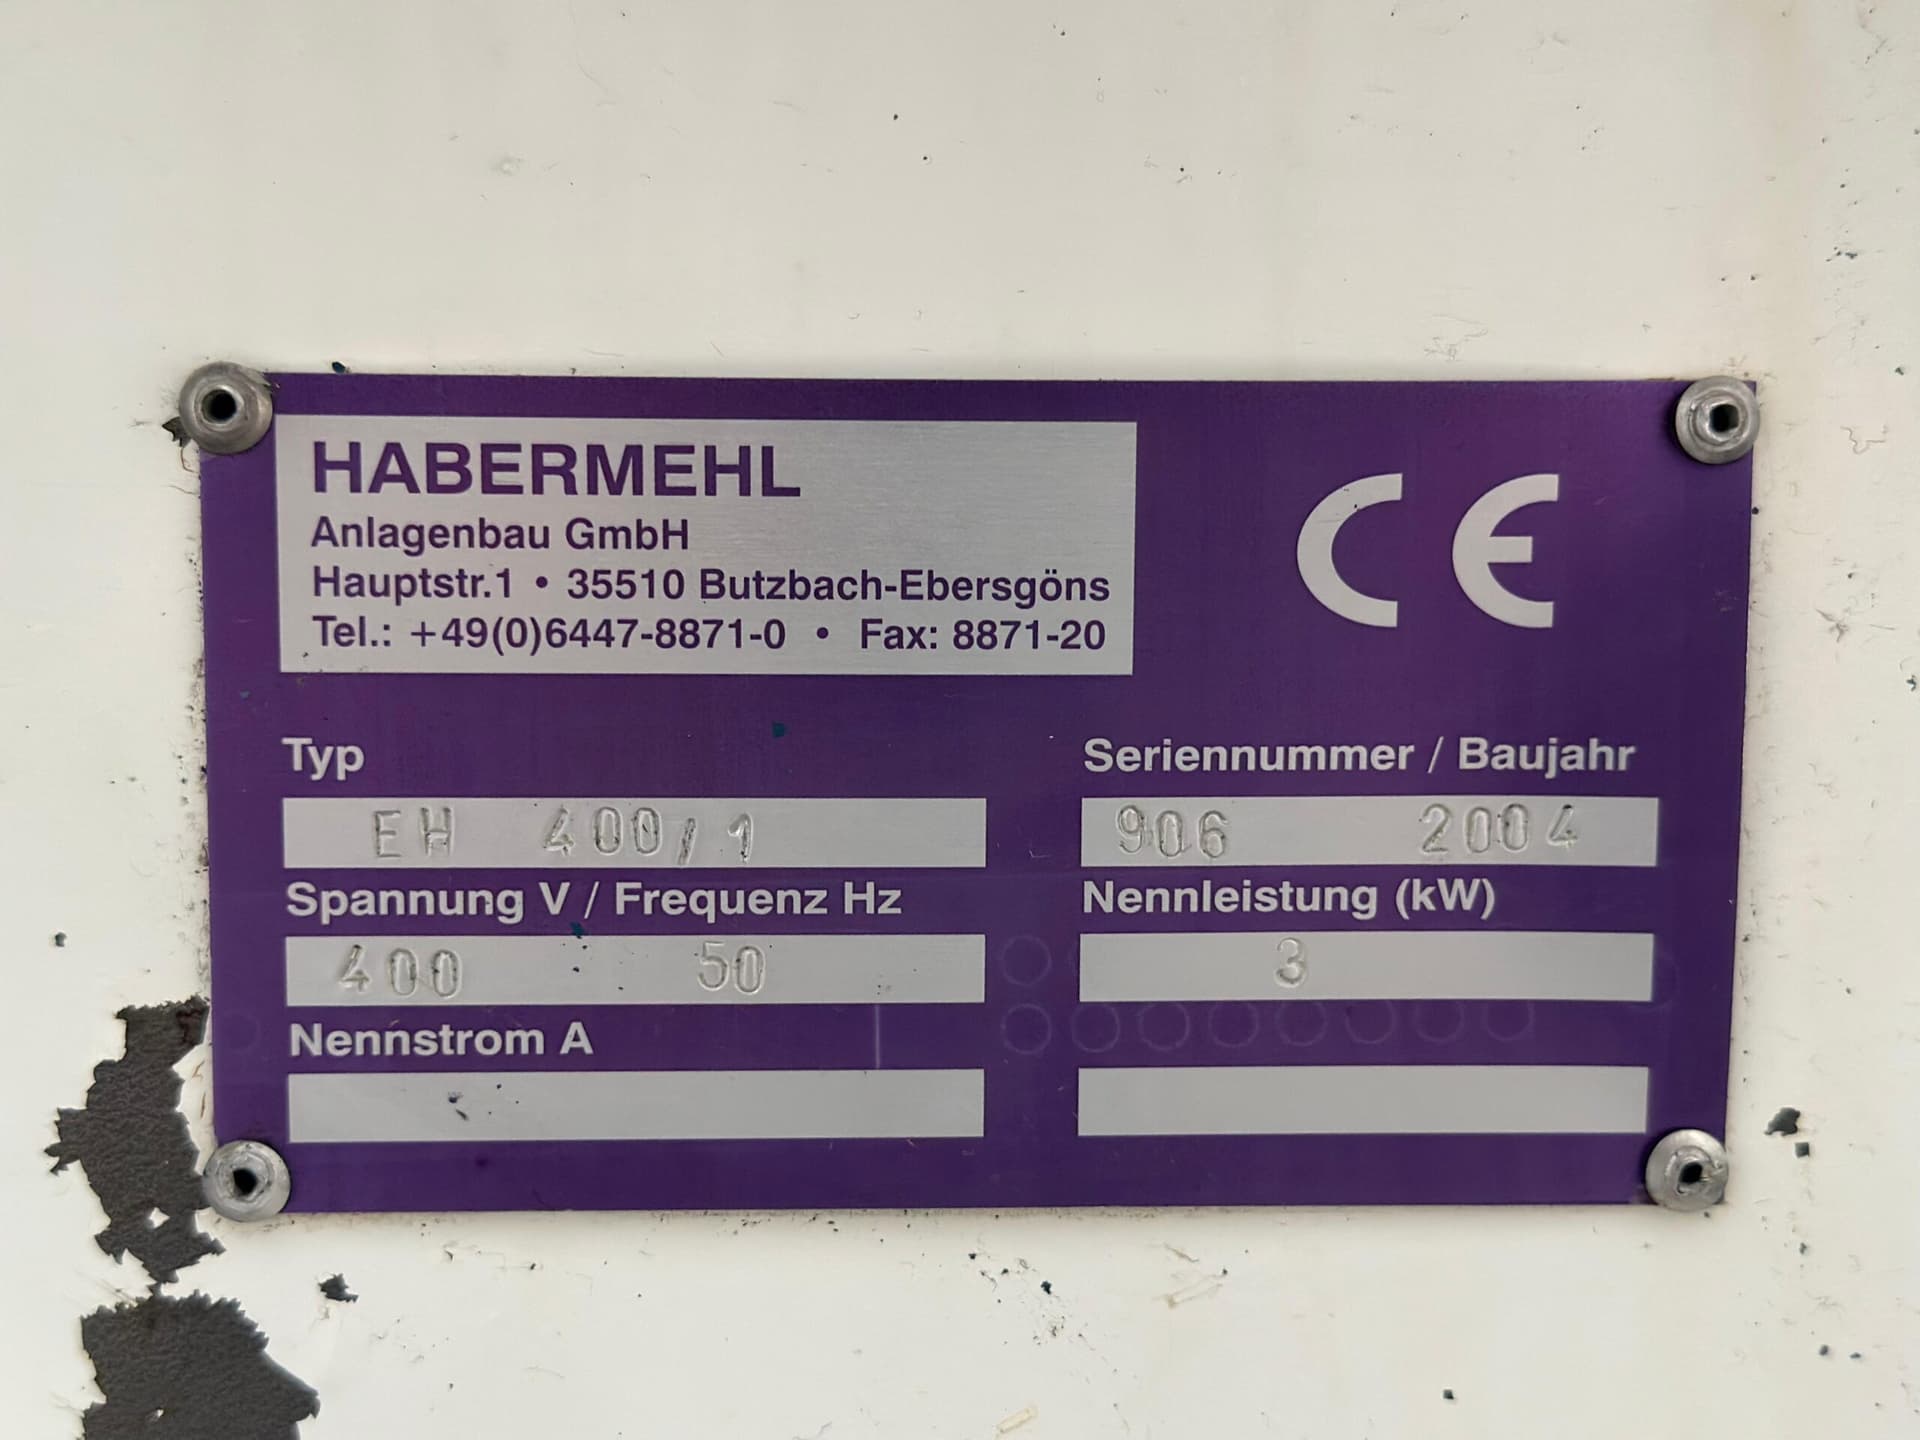 HABERMEHL
Anlagenbau GmbH
Hauptstr.1 • 35510 Butzbach-Ebersgöns
Tel.: +49(0)6447-8871-0 • Fax: 8871-20
CE
Typ
EH 400/1
Seriennummer / Baujahr
906 2004
Spannung V / Frequenz Hz
400 50
Nennleistung (kW)
3
Nennstrom A